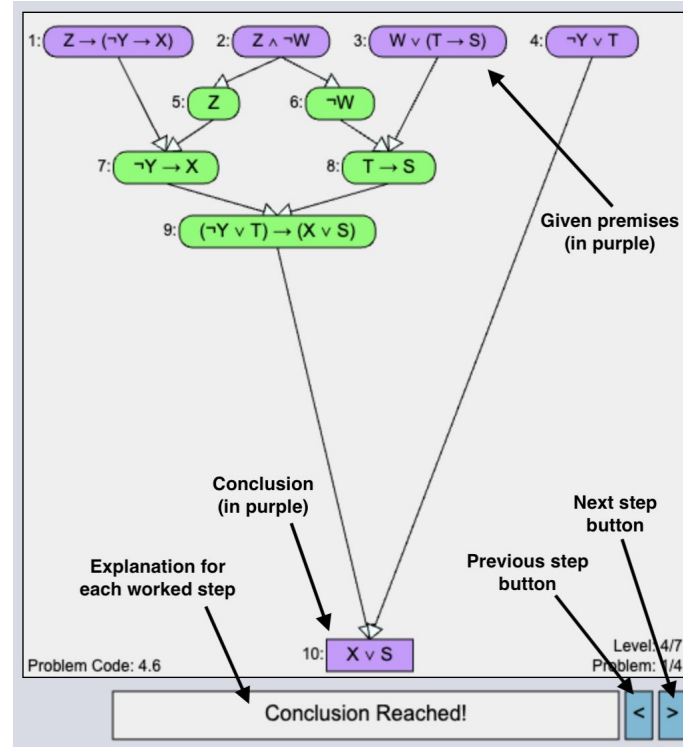 1: Z → (¬Y → X) 2: Z ∧ ¬W 3: W ∨ (T → S) 4: ¬Y ∨ T
5: Z 6: ¬W
7: ¬Y → X 8: T → S
9: (¬Y ∨ T) → (X ∨ S)
Given premises
(in purple)
Conclusion
(in purple)
Next step
button
Explanation for
each worked step
Previous step
button
10: X ∨ S
Level: 4/7
Problem Code: 4.6 Problem: 1/4
Conclusion Reached! < >